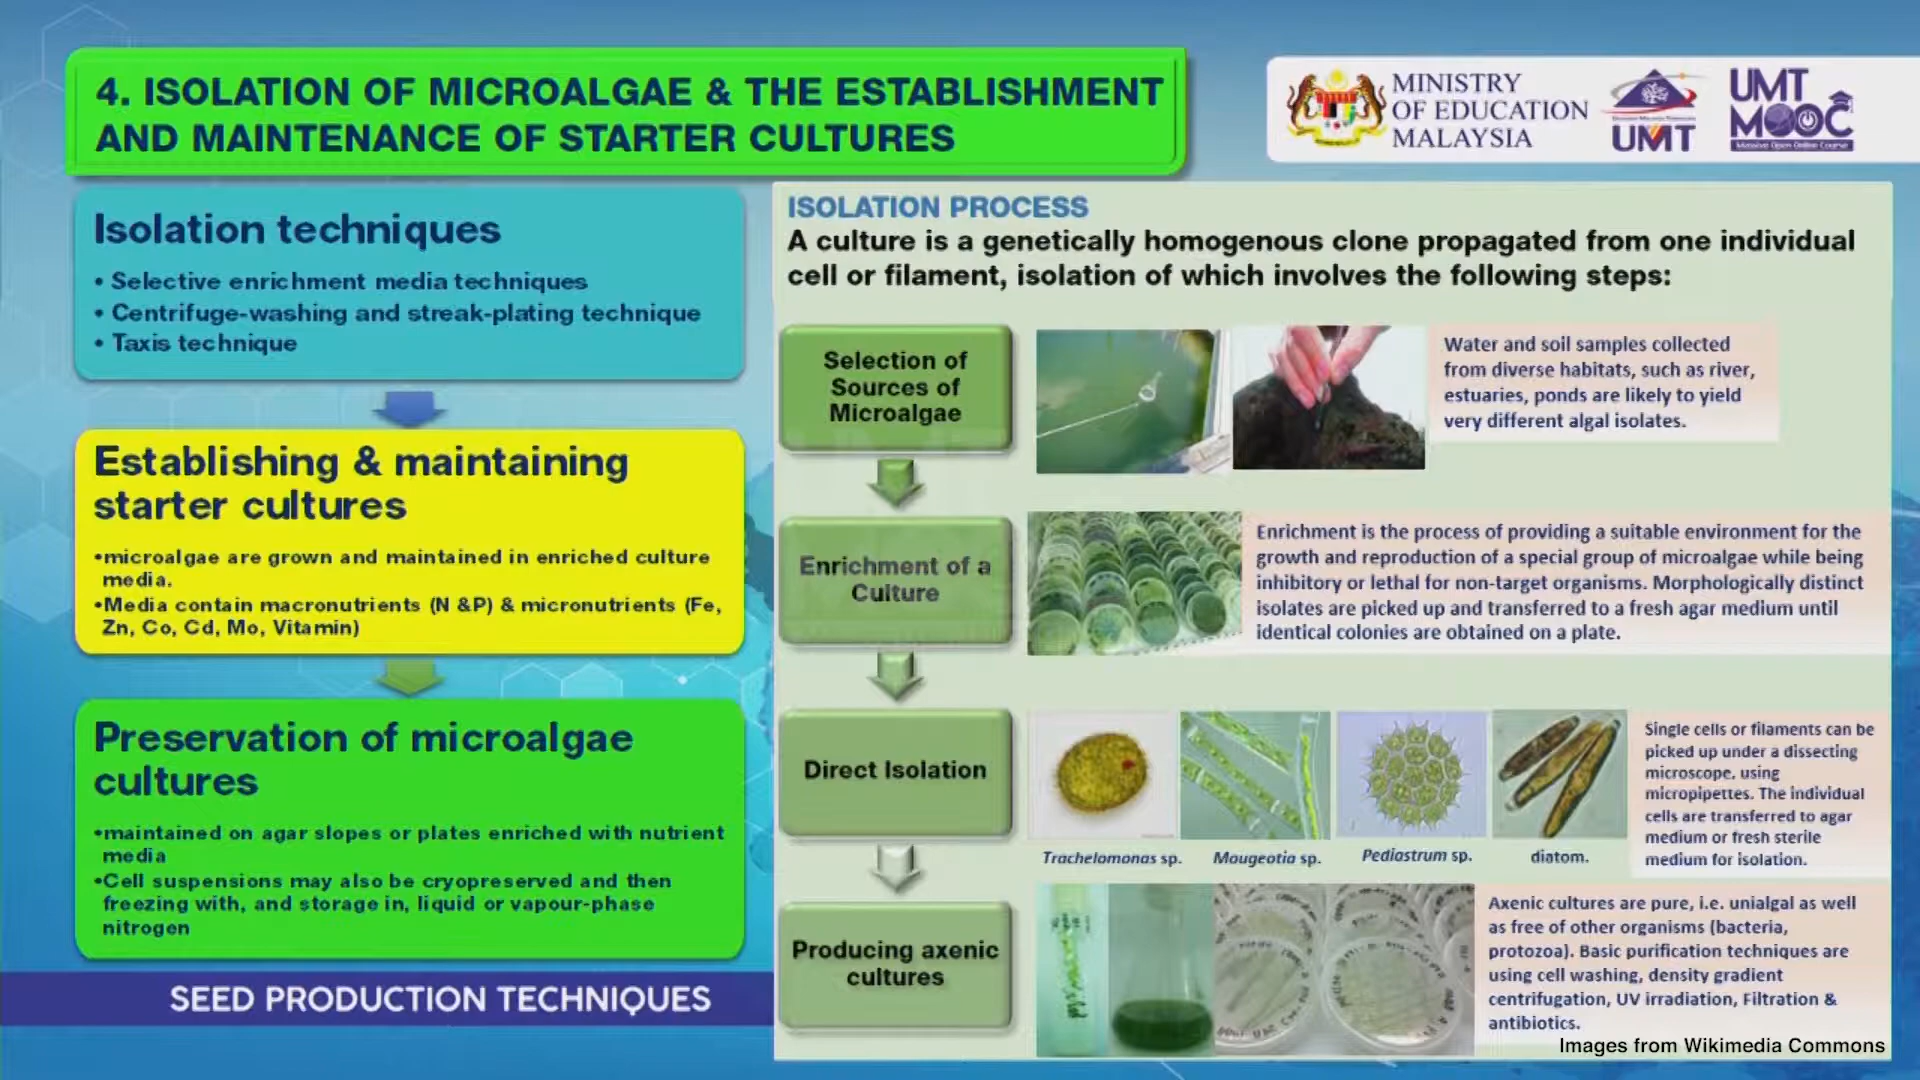 4. ISOLATION OF MICROALGAE & THE ESTABLISHMENT
AND MAINTENANCE OF STARTER CULTURES
MINISTRY
OF EDUCATION
MALAYSIA
UMT
UMT
MOOC
Massive Open Online Course
Isolation techniques
• Selective enrichment media techniques
• Centrifuge-washing and streak-plating technique
• Taxis technique
Establishing & maintaining
starter cultures
•microalgae are grown and maintained in enriched culture
media.
•Media contain macronutrients (N &P) & micronutrients (Fe,
Zn, Co, Cd, Mo, Vitamin)
Preservation of microalgae
cultures
•maintained on agar slopes or plates enriched with nutrient
media
•Cell suspensions may also be cryopreserved and then
freezing with, and storage in, liquid or vapour-phase
nitrogen
SEED PRODUCTION TECHNIQUES
ISOLATION PROCESS
A culture is a genetically homogenous clone propagated from one individual
cell or filament, isolation of which involves the following steps:
Selection of
Sources of
Microalgae
Water and soil samples collected
from diverse habitats, such as river,
estuaries, ponds are likely to yield
very different algal isolates.
Enrichment of a
Culture
Enrichment is the process of providing a suitable environment for the
growth and reproduction of a special group of microalgae while being
inhibitory or lethal for non-target organisms. Morphologically distinct
isolates are picked up and transferred to a fresh agar medium until
identical colonies are obtained on a plate.
Direct Isolation
Trachelomonas sp.
Mougeotia sp.
Pediastrum sp.
diatom.
Single cells or filaments can be
picked up under a dissecting
microscope, using
micropipettes. The individual
cells are transferred to agar
medium or fresh sterile
medium for isolation.
Producing axenic
cultures
Axenic cultures are pure, i.e. unialgal as well
as free of other organisms (bacteria,
protozoa). Basic purification techniques are
using cell washing, density gradient
centrifugation, UV irradiation, Filtration &
antibiotics.
Images from Wikimedia Commons